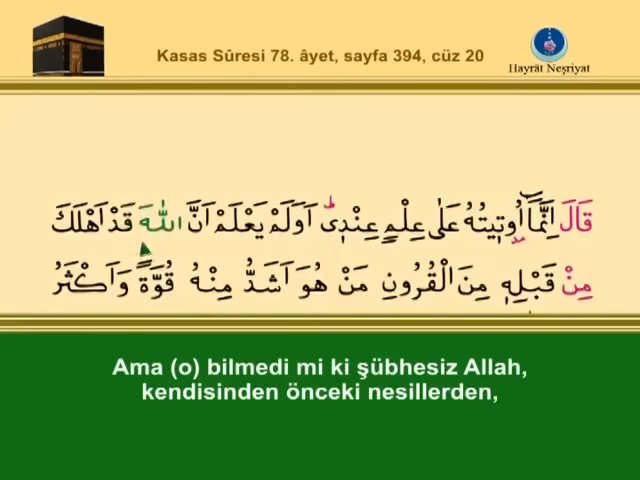 Kasas Sûresi 78. âyet, sayfa 394, cüz 20
Hayrât Neşriyat
قَالَ اِنَّمَٓا اُو۫ت۪يتُهُ عَلٰى عِلْمٍ عِنْد۪يۜ اَوَلَمْ يَعْلَمْ اَنَّ اللّٰهَ قَدْ اَهْلَكَ
مِنْ قَبْلِه۪ مِنَ الْقُرُونِ مَنْ هُوَ اَشَدُّ مِنْهُ قُوَّةً وَاَكْثَرُ
Ama (o) bilmedi mi ki şübhesiz Allah,
kendisinden önceki nesillerden,